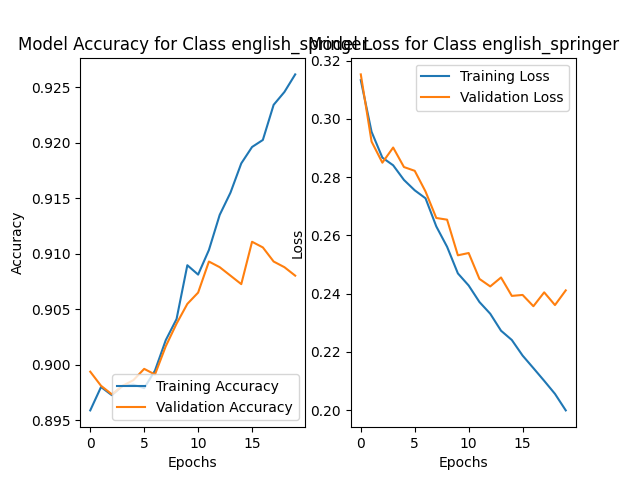 Model Accuracy for Class english_springer
0.925
0.920
0.915
0.910
0.905
0.900
0.895
Accuracy
Training Accuracy
Validation Accuracy
0 5 10 15
Epochs
Model Loss for Class english_springer
0.32
0.30
0.28
0.26
0.24
0.22
0.20
Loss
Training Loss
Validation Loss
0 5 10 15
Epochs